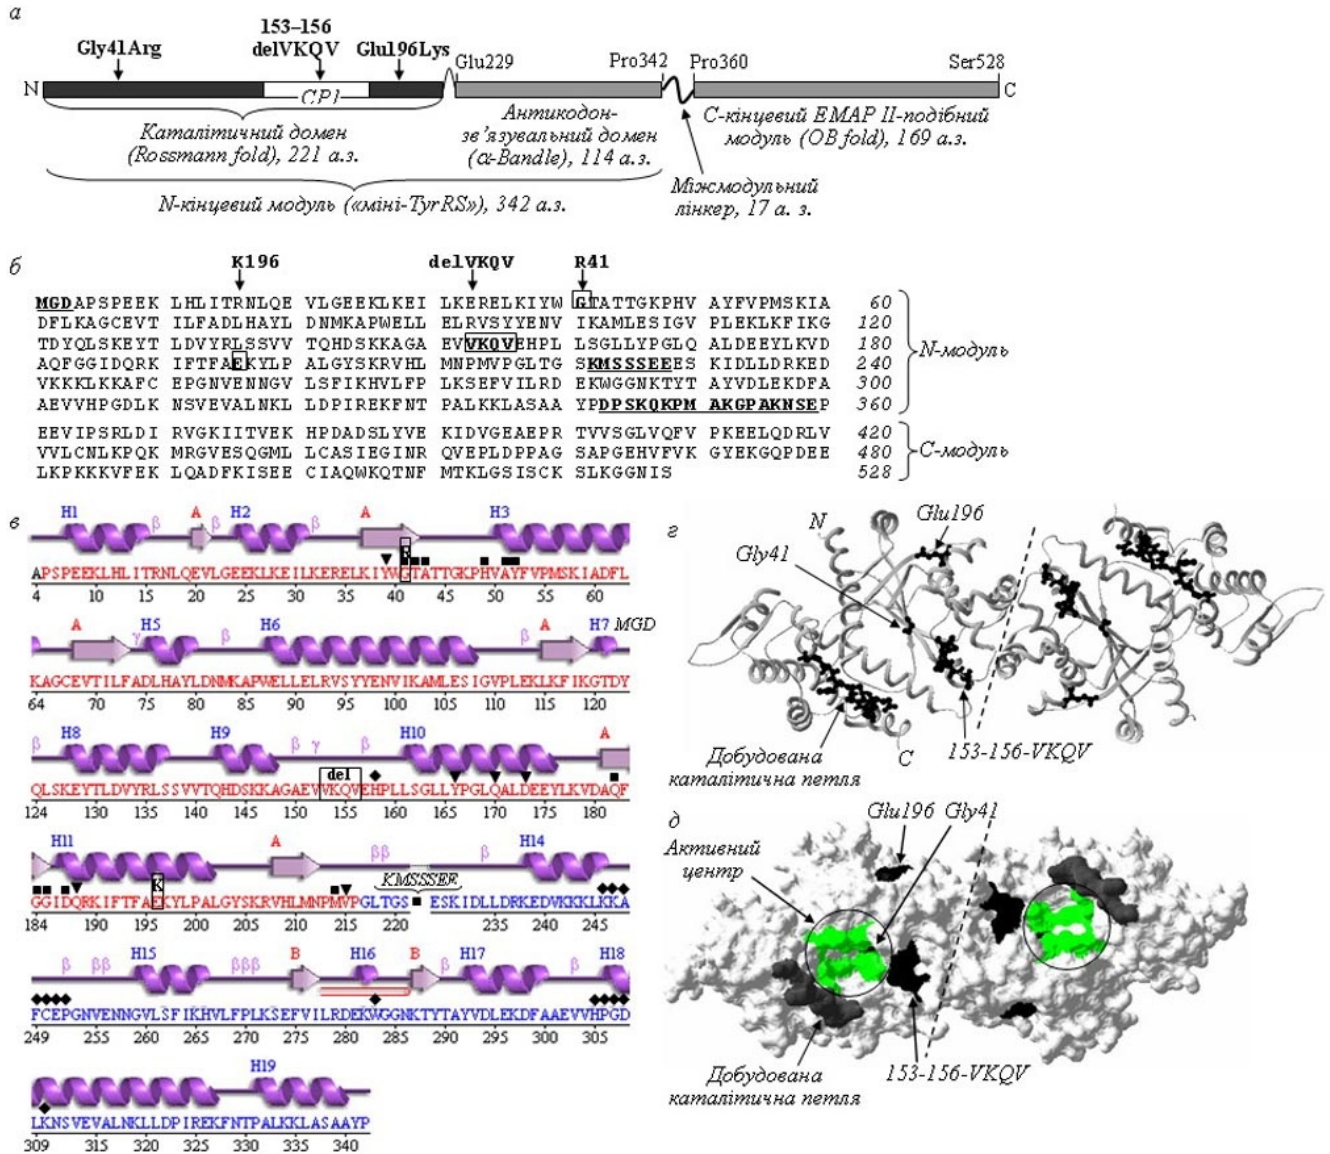 а
153–156
Gly41Arg delVKQV Glu196Lys
Glu229 Pro342 Pro360 Ser528
N CP1 C
Каталітичний домен
(Rossmann fold), 221 а.з.
Антикодон-
зв’язувальний домен
(α-Bandle), 114 а.з.
С-кінцевий EMAP II-подібний
модуль (OB fold), 169 а.з.
N-кінцевий модуль («міні-TyrRS»), 342 а.з.
Міжмодульний
лінкер, 17 а. з.
б
K196 delVKQV R41
MGDAPSPEEK LHLITRNLQE VLGEEKLKEI LKERELKIYW GTATTGKPHV AYFVPMSKIA 60
DFLKAGCEVT ILFADLHAYL DNMKAPWELL ELRVSYYENV IKAMLESIGV PLEKLKFIKG 120
TDYQLSKEYT LDVYRLSSVV TQHDSKKAGA EVVKQVEHPL LSGLLYPGLQ ALDEEYLKVD 180
AQFGGIDQRK IFTFAEKYLP ALGYSKRVHL MNPMVPGLTG SKMSSSEEES KIDLLDRKED 240
VKKKLKKAFC EPGNVENNGV LSFIKHVLFP LKSEFVILRD EKWGGNKTYT AYVDLEKDFA 300
AEVVHPGDLK NSVEVALNKL LDPIREKFNT PALKKLASAA YPDPSKQKPM AKGPAKNSEP 360
N-модуль
EEVIPSRLDI RVGKIITVEK HPDADSLYVE KIDVGEAEPR TVVSGLVQFV PKEELQDRLV 420
VVLCNLKPQK MRGVESQGML LCASIEGINR QVEPLDPPAG SAPGEHVFVK GYEKGQPDEE 480
LKPKKKVFEK LQADFKISEE CIAQWKQTNF MTKLGSISCK SLKGGNIS 528
С-модуль
в
H1 β A β H2 β A H3
R
APSPEEKLHLITRNLQEVLGEEKLKEILKERELKIYWGTATTGKPHVAYFVPMSKIADFL
4 10 15 20 25 30 35 40 45 50 55 60
A γ H5 β H6 β A H7 MGD
KAGCEVTILFADLHAYLDNMKAPWELLELRVSYYENVIKAMLESIGVPLEKLKFIKGTDY
64 70 75 80 85 90 95 100 105 110 115 120
β H8 H9 β γ β H10 A
del
QLSKEYTLDVYRLSSVVTQHDSKKAGAEVVKQVEHPLLSGLLYPGLQALDEEYLKVDAQF
124 130 135 140 145 150 155 160 165 170 175 180
H11 A ββ β H14
K KMSSSEE
GGIDQRKIFTFAEKYLPALGYSKRVHLMNPMVPGLTGS ESKIDLLDRKEDVKKKLKKA
184 190 195 200 205 210 215 220 225 230 235 240 245
β ββ H15 βββ B H16 B β H17 β H18
FCEPGNVENNGVLSFIKHVLFPLKSEFVILRDEKWGGNKTYTAYVDLEKDFAAEVVHPGD
249 255 260 265 270 275 280 285 290 295 300 305
H19
LKNSVEVALNKLLDPIREKFNTPALKKLASAAYP
309 315 320 325 330 335 340
г
N Glu196
Gly41
Добудована
каталітична петля
C 153-156-VKQV
д
Glu196 Gly41
Активний
центр
Добудована
каталітична петля
153-156-VKQV